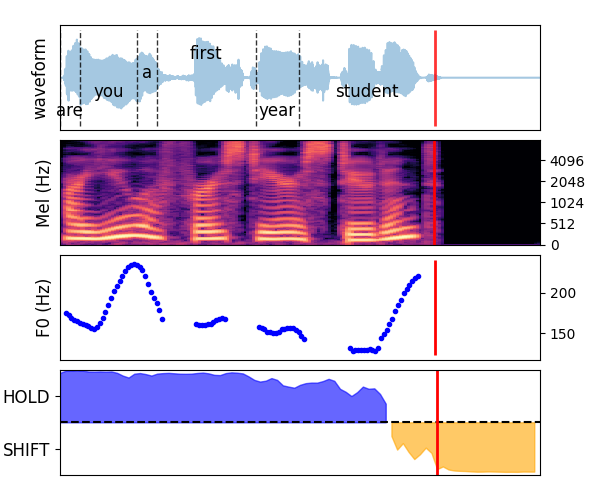 waveform
are
you
a
first
year
student
Mel (Hz)
4096
2048
1024
512
0
F0 (Hz)
200
150
HOLD
SHIFT